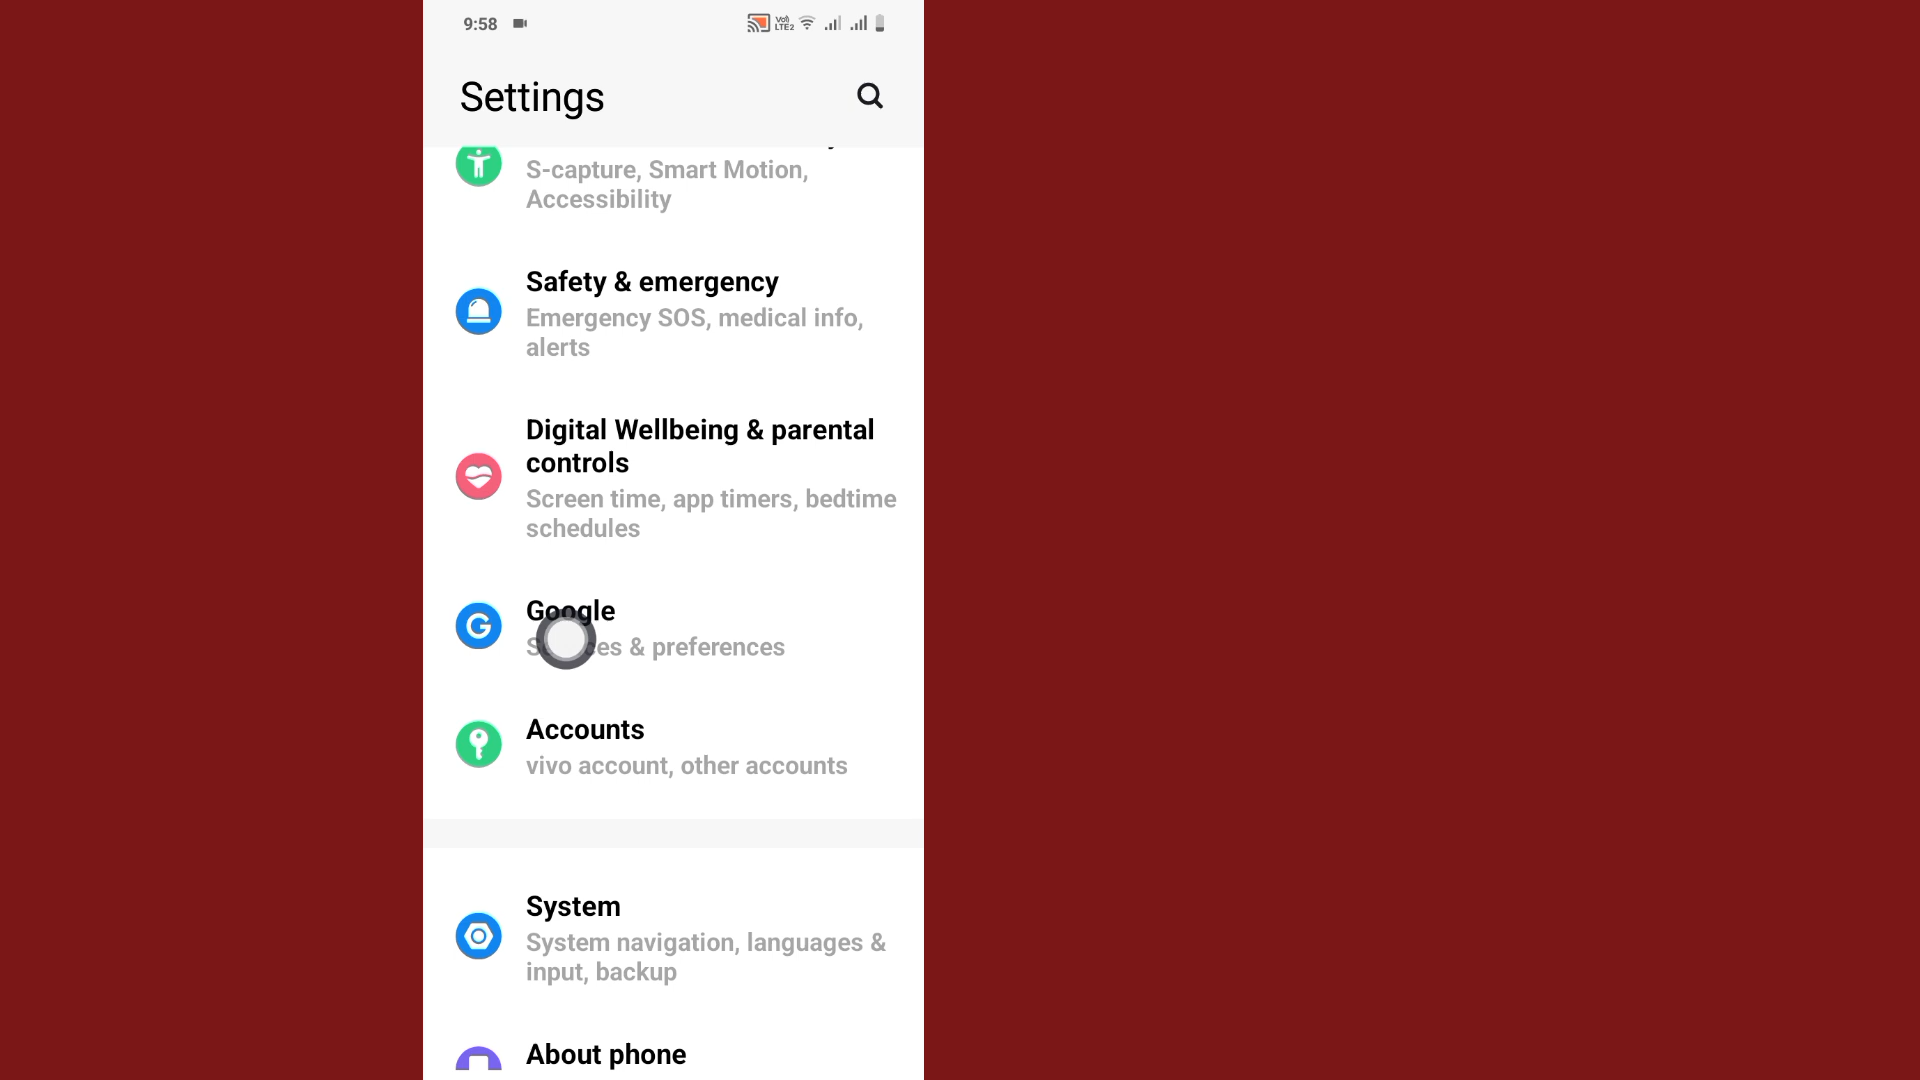 9:58
Vo))
LTE2
Settings
S-capture, Smart Motion,
Accessibility
Safety & emergency
Emergency SOS, medical info,
alerts
Digital Wellbeing & parental
controls
Screen time, app timers, bedtime
schedules
Google
& preferences
Accounts
vivo account, other accounts
System
System navigation, languages &
input, backup
About phone